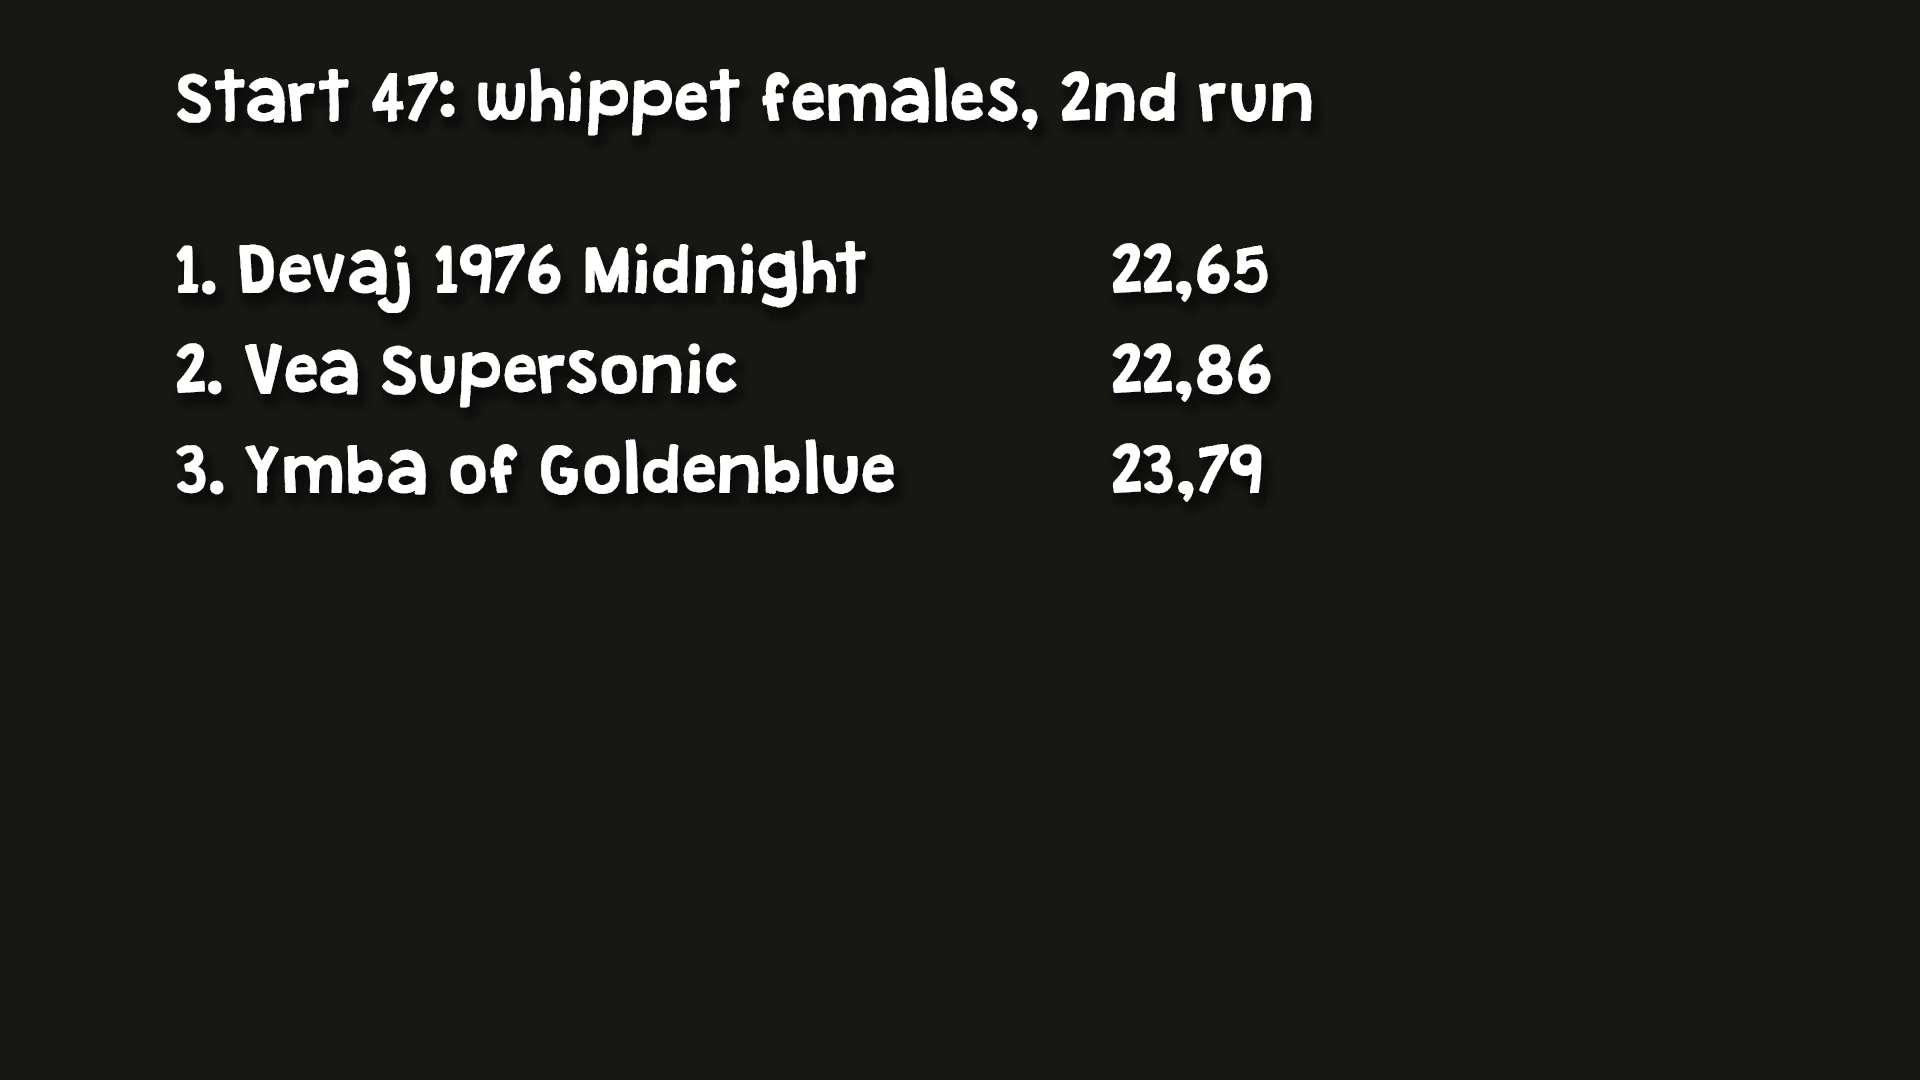 Start 47: whippet females, 2nd run
1. Devaj 1976 Midnight 22,65
2. Vea Supersonic 22,86
3. Ymba of Goldenblue 23,79